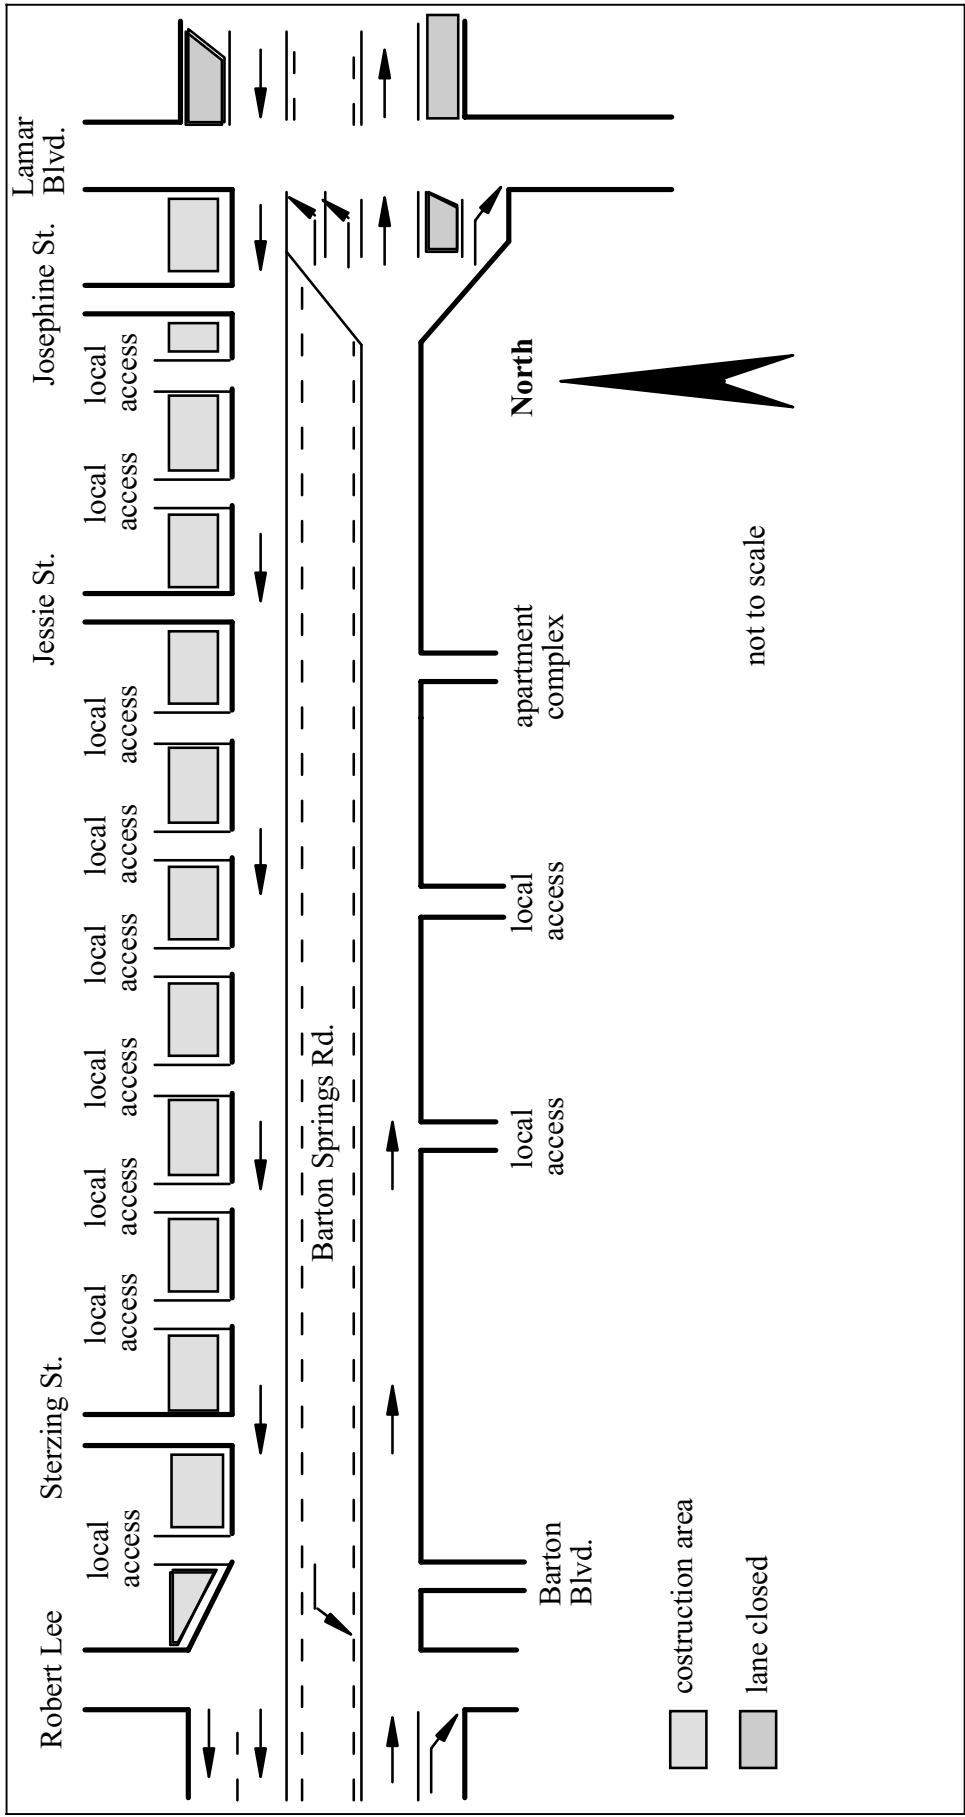 Robert Lee
local
access
Sterzing St.
local
access
local
access
local
access
local
access
local
access
local
access
Jessie St.
local
access
local
access
Josephine St.
Lamar
Blvd.
Barton Springs Rd.
Barton
Blvd.
local
access
local
access
apartment
complex
North
costruction area
lane closed
not to scale